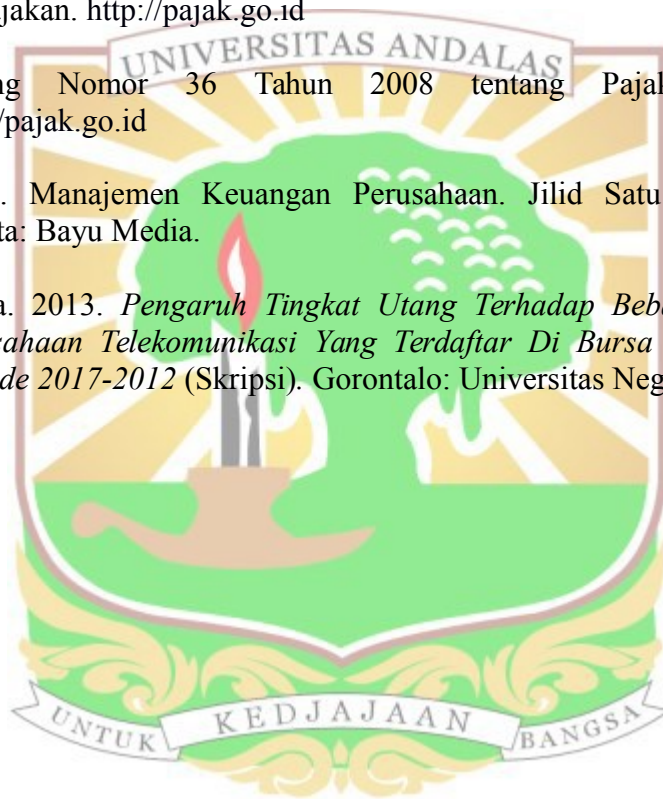 jakan. http://pajak.go.id
UNIVERSITAS ANDALAS
ng Nomor 36 Tahun 2008 tentang Pajak
/pajak.go.id
. Manajemen Keuangan Perusahaan. Jilid Satu
ta: Bayu Media.
a. 2013. Pengaruh Tingkat Utang Terhadap Beb
sahaan Telekomunikasi Yang Terdaftar Di Bursa
de 2017-2012 (Skripsi). Gorontalo: Universitas Neg
UNTUK KEDJAJAAN BANGSA